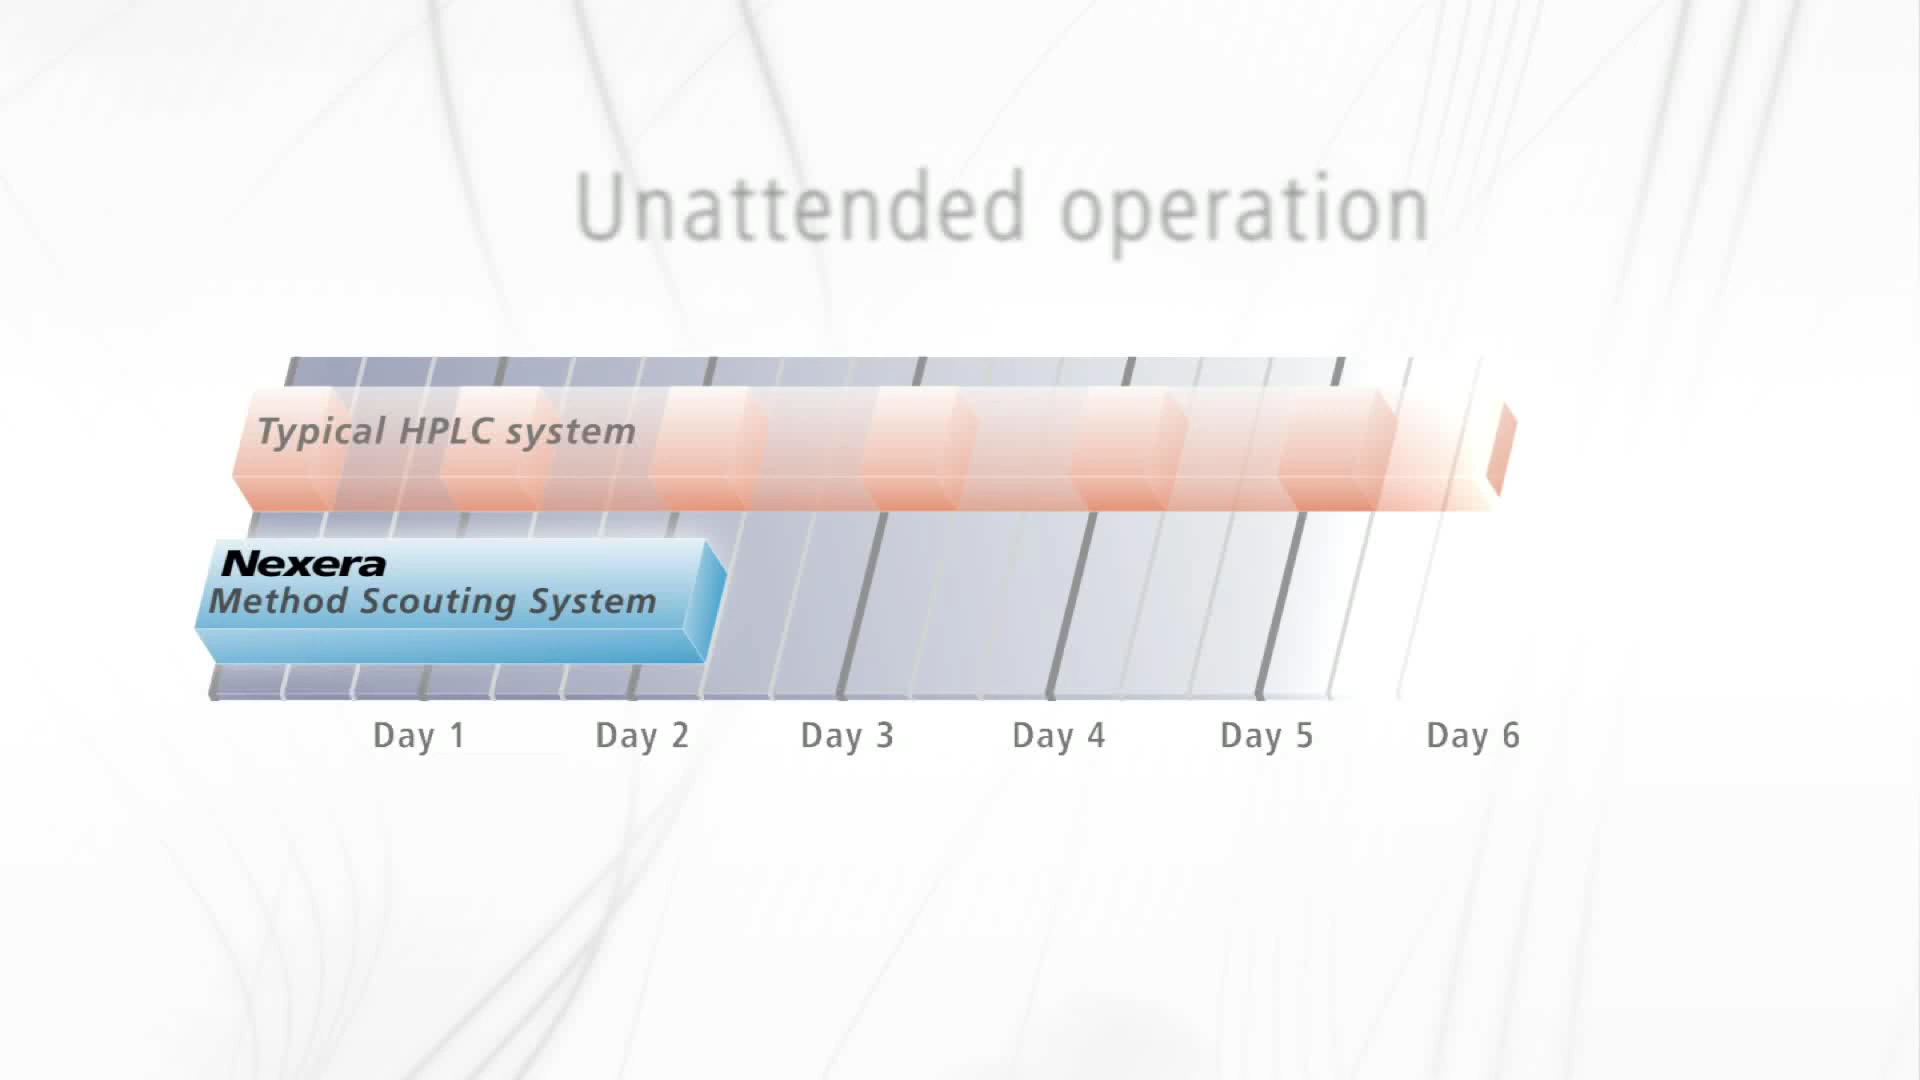 Unattended operation
Typical HPLC system
Nexera
Method Scouting System
Day 1 Day 2 Day 3 Day 4 Day 5 Day 6